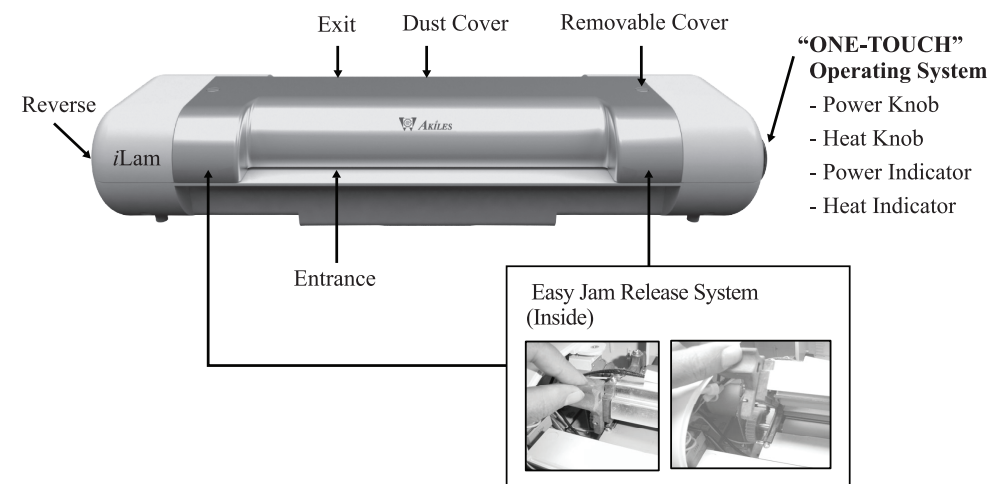 Exit
Dust Cover
Removable Cover
“ONE-TOUCH”
Operating System
- Power Knob
- Heat Knob
- Power Indicator
- Heat Indicator
Reverse
AKILES
iLam
Entrance
Easy Jam Release System
(Inside)